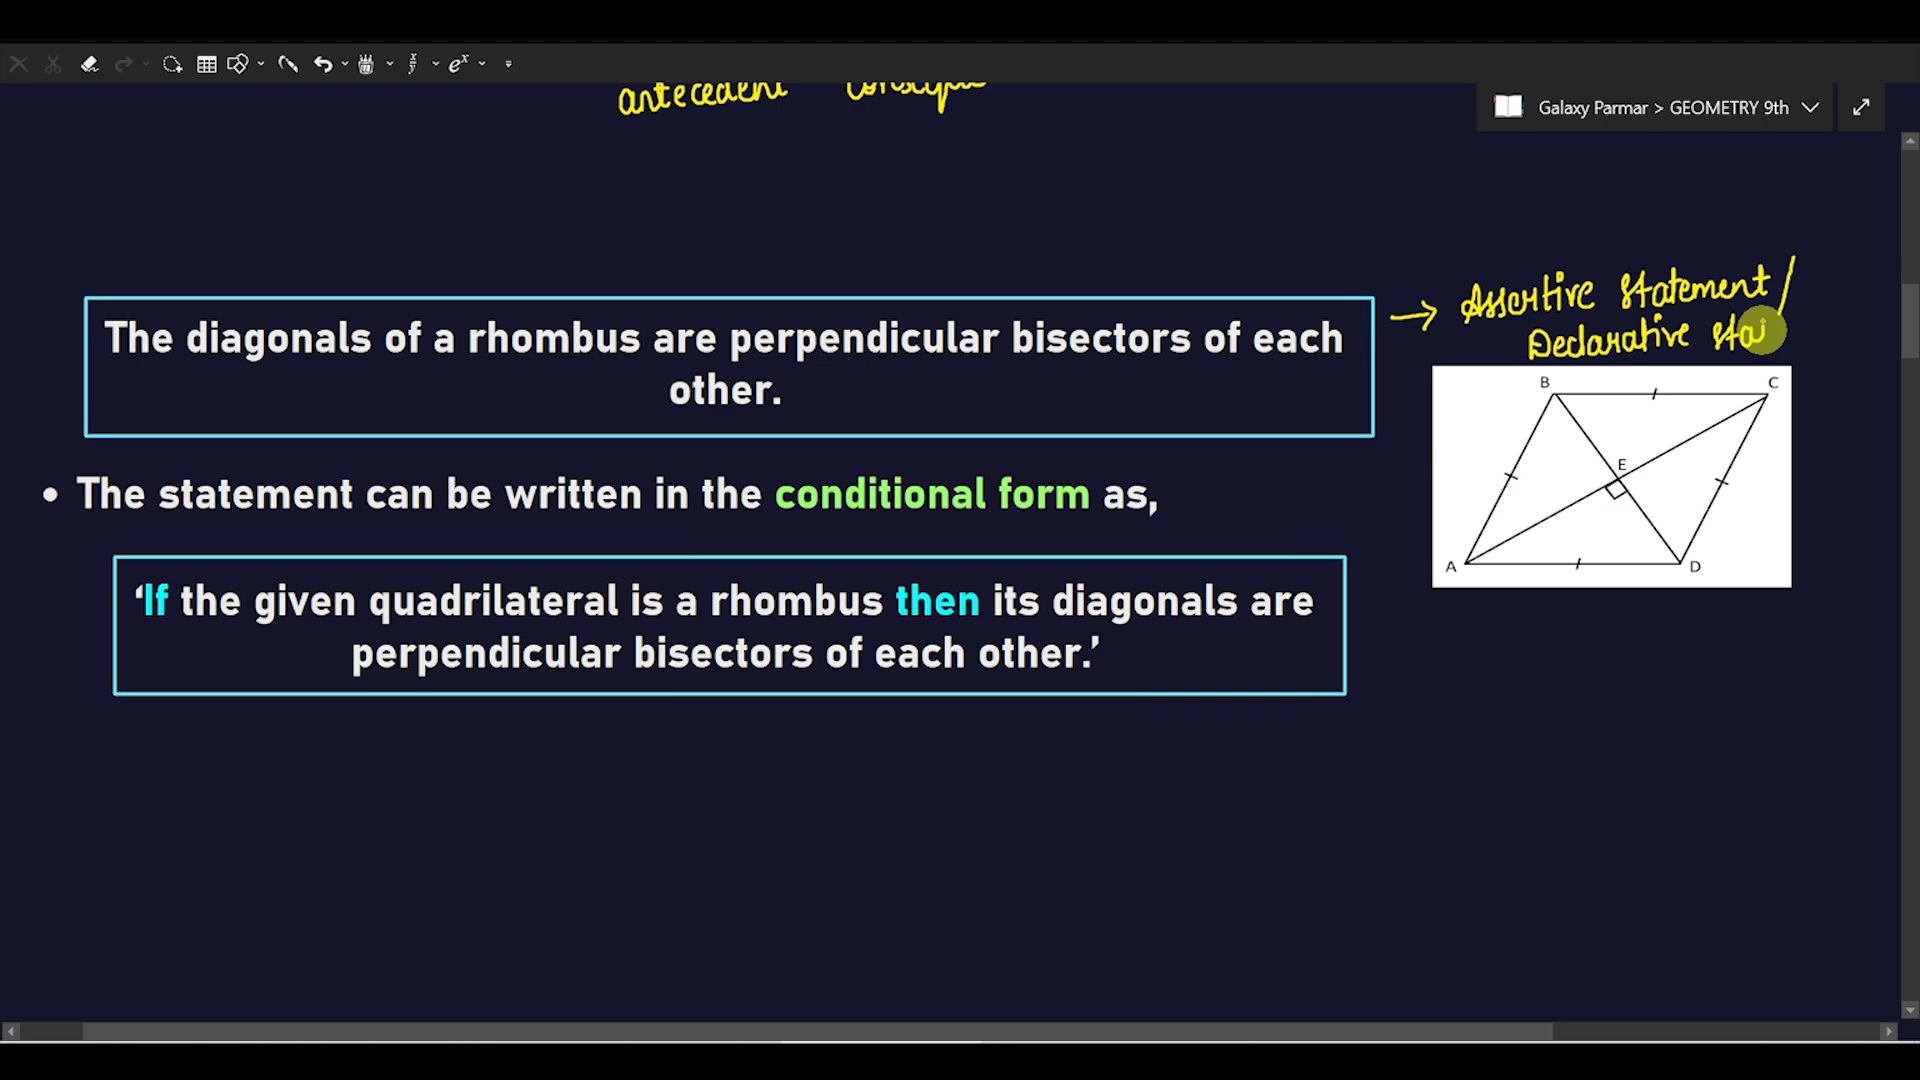 antecedent
Galaxy Parmar > GEOMETRY 9th
Assertive Statement/
Declarative Sta
The diagonals of a rhombus are perpendicular bisectors of each
other.
B C
E
A D
• The statement can be written in the conditional form as,
‘If the given quadrilateral is a rhombus then its diagonals are
perpendicular bisectors of each other.’